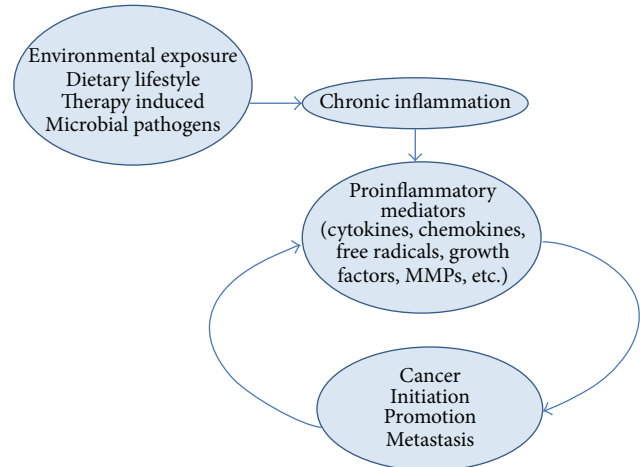 Environmental exposure
Dietary lifestyle
Therapy induced
Microbial pathogens
Chronic inflammation
Proinflammatory
mediators
(cytokines, chemokines,
free radicals, growth
factors, MMPs, etc.)
Cancer
Initiation
Promotion
Metastasis